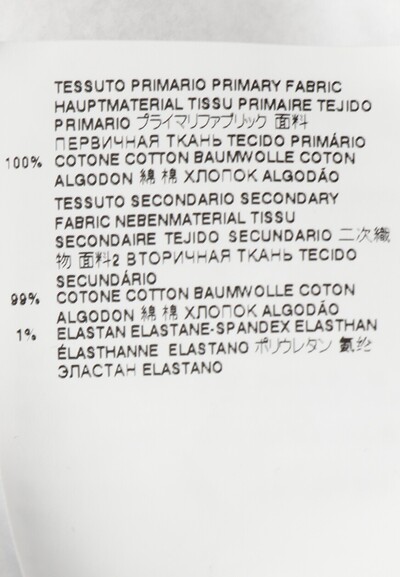 TESSUTO PRIMARIO PRIMARY FABRIC
HAUPTMATERIAL TISSU PRIMAIRE TEJIDO
PRIMARIO プライマリファブリック 面料
ПЕРВИЧНАЯ ТКАНЬ TECIDO PRIMÁRIO
100% COTONE COTTON BAUMWOLLE COTON
ALGODON 綿 棉 ХЛОПОК ALGODÃO
TESSUTO SECONDARIO SECONDARY
FABRIC NEBENMATERIAL TISSU
SECONDAIRE TEJIDO SECUNDARIO 二次織
物 面料2 ВТОРИЧНАЯ ТКАНЬ TECIDO
SECUNDÁRIO
99% COTONE COTTON BAUMWOLLE COTON
ALGODON 綿 棉 ХЛОПОК ALGODÃO
1% ELASTAN ELASTANE-SPANDEX ELASTHAN
ÉLASTHANNE ELASTANO ポリウレタン 氨纶
ЭЛАСТАН ELASTANO